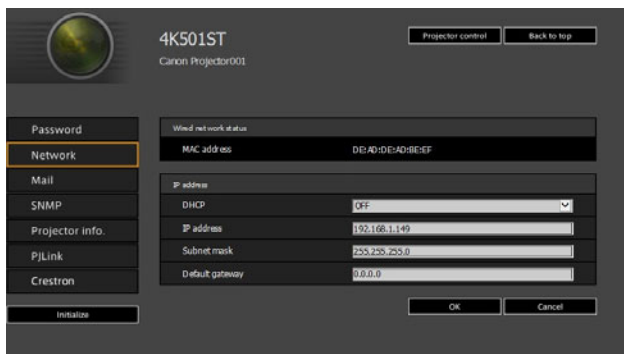 4K501ST
Canon Projector001
Projector control
Back to top
Password
Network
Mail
SNMP
Projector info.
PJLink
Crestron
Initialize
Wired network status
MAC address DE:AD:DE:AD:BE:EF
IP address
DHCP OFF
IP address 192.168.1.149
Subnet mask 255.255.255.0
Default gateway 0.0.0.0
OK
Cancel